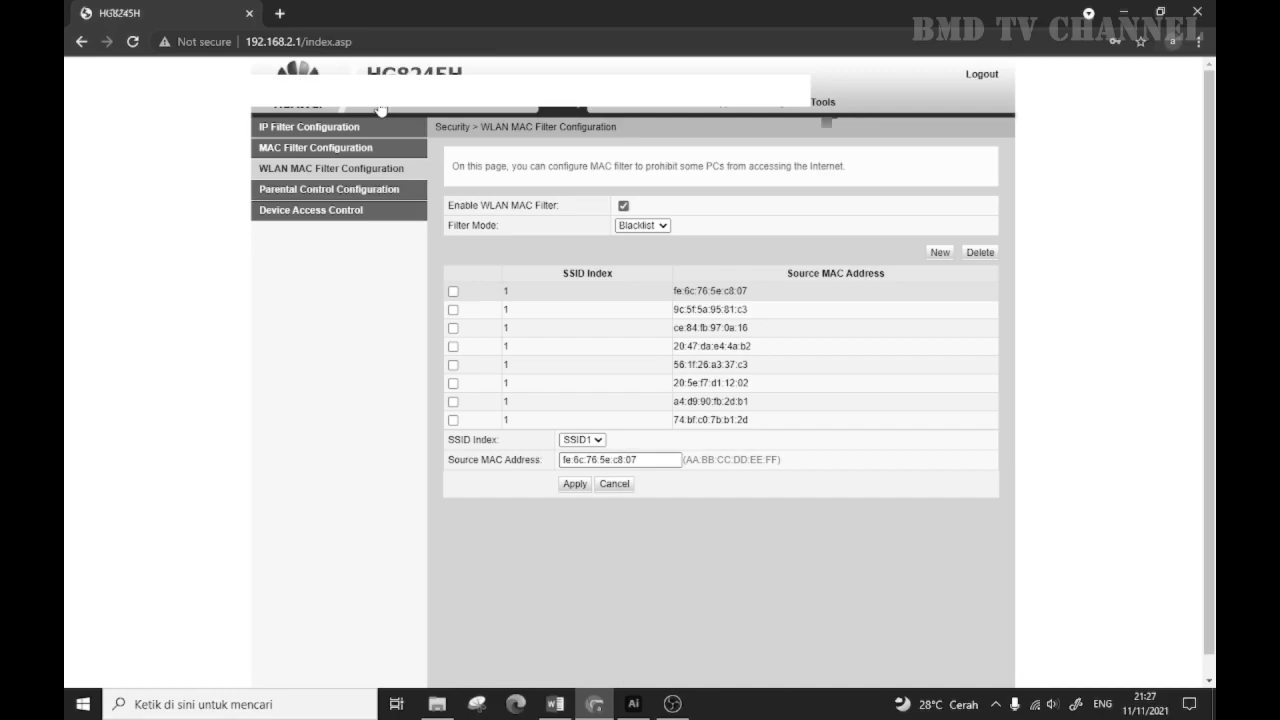 HG8245H
Not secure
192.168.2.1/index.asp
BMD TV CHANNEL
HG8245H
Logout
Tools
IP Filter Configuration
MAC Filter Configuration
WLAN MAC Filter Configuration
Parental Control Configuration
Device Access Control
Security > WLAN MAC Filter Configuration
On this page, you can configure MAC filter to prohibit some PCs from accessing the Internet.
Enable WLAN MAC Filter:
Filter Mode: Blacklist
New Delete
SSID Index Source MAC Address
1 fe:6c:76:5e:c8:07
1 9c:5f:5a:95:81:c3
1 ce:84:fb:97:0a:16
1 20:47:da:e4:4a:b2
1 56:1f:26:a3:37:c3
1 20:5e:f7:d1:12:02
1 a4:d9:90:fb:2d:b1
1 74:bf:c0:7b:b1:2d
SSID Index: SSID1
Source MAC Address: fe:6c:76:5e:c8:07 (AA:BB:CC:DD:EE:FF)
Apply Cancel
Ketik di sini untuk mencari
Ai
28°C Cerah
ENG
21:27
11/11/2021